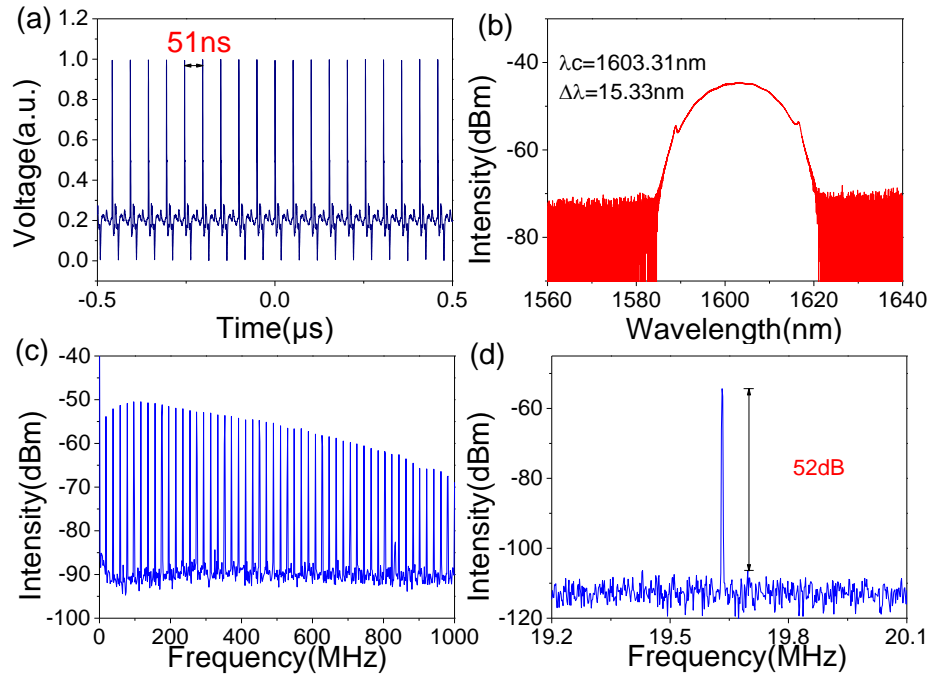 (a)
51ns
1.2
1.0
0.8
0.6
0.4
0.2
0.0
Voltage(a.u.)
-0.5
0.0
0.5
Time(µs)
(b)
λc=1603.31nm
Δλ=15.33nm
-40
-60
-80
Intensity(dBm)
1560
1580
1600
1620
1640
Wavelength(nm)
(c)
-40
-50
-60
-70
-80
-90
-100
Intensity(dBm)
0
200
400
600
800
1000
Frequency(MHz)
(d)
52dB
-60
-80
-100
-120
Intensity(dBm)
19.2
19.5
19.8
20.1
Frequency(MHz)